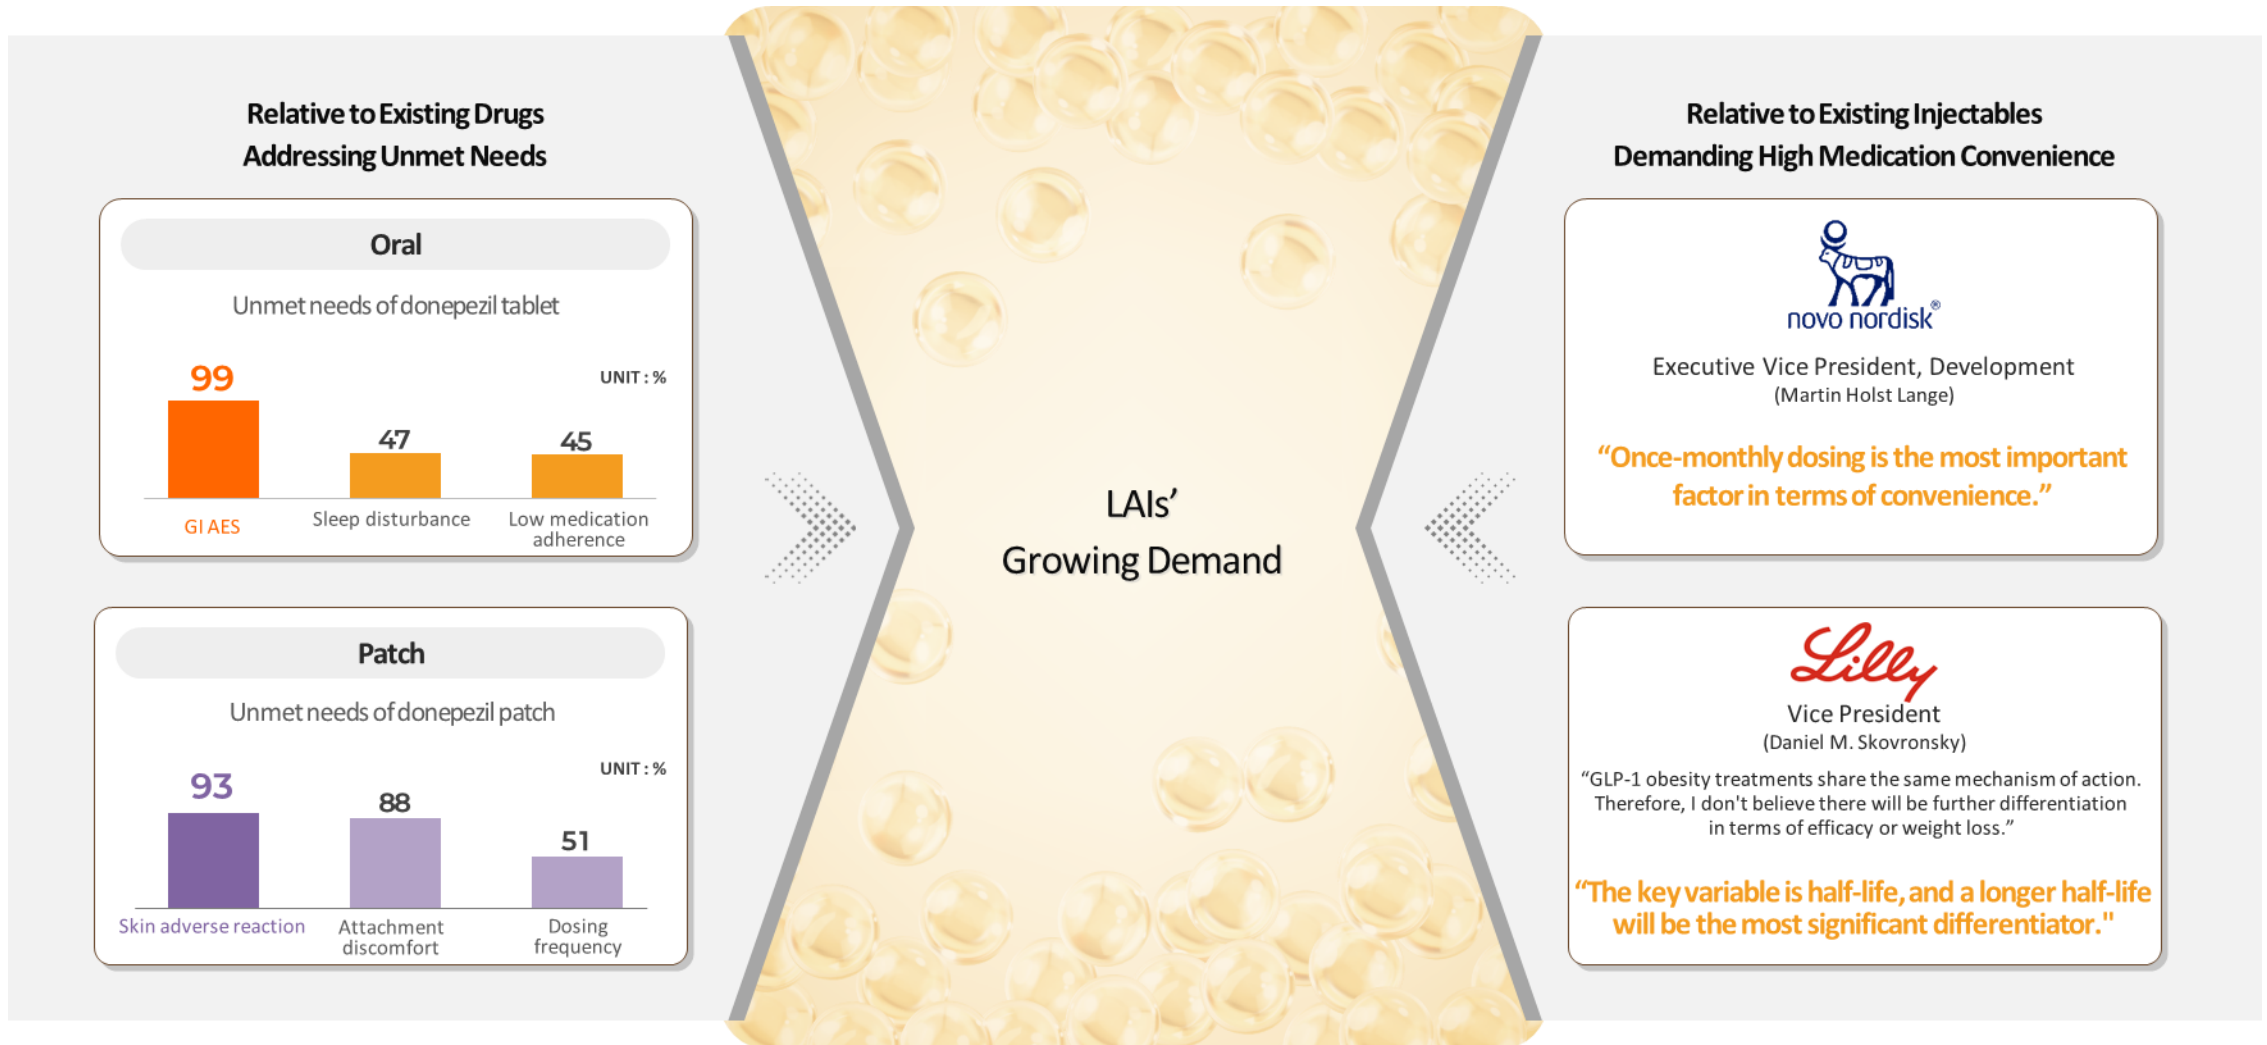 Relative to Existing Drugs
Addressing Unmet Needs
Oral
Unmet needs of donepezil tablet
UNIT : %
99
47
45
GI AES
Sleep disturbance
Low medication
adherence
Patch
Unmet needs of donepezil patch
UNIT : %
93
88
51
Skin adverse reaction
Attachment
discomfort
Dosing
frequency
LAIs’
Growing Demand
Relative to Existing Injectables
Demanding High Medication Convenience
novo nordisk®
Executive Vice President, Development
(Martin Holst Lange)
“Once-monthly dosing is the most important
factor in terms of convenience.”
Lilly
Vice President
(Daniel M. Skovronsky)
“GLP-1 obesity treatments share the same mechanism of action.
Therefore, I don't believe there will be further differentiation
in terms of efficacy or weight loss.”
“The key variable is half-life, and a longer half-life
will be the most significant differentiator."